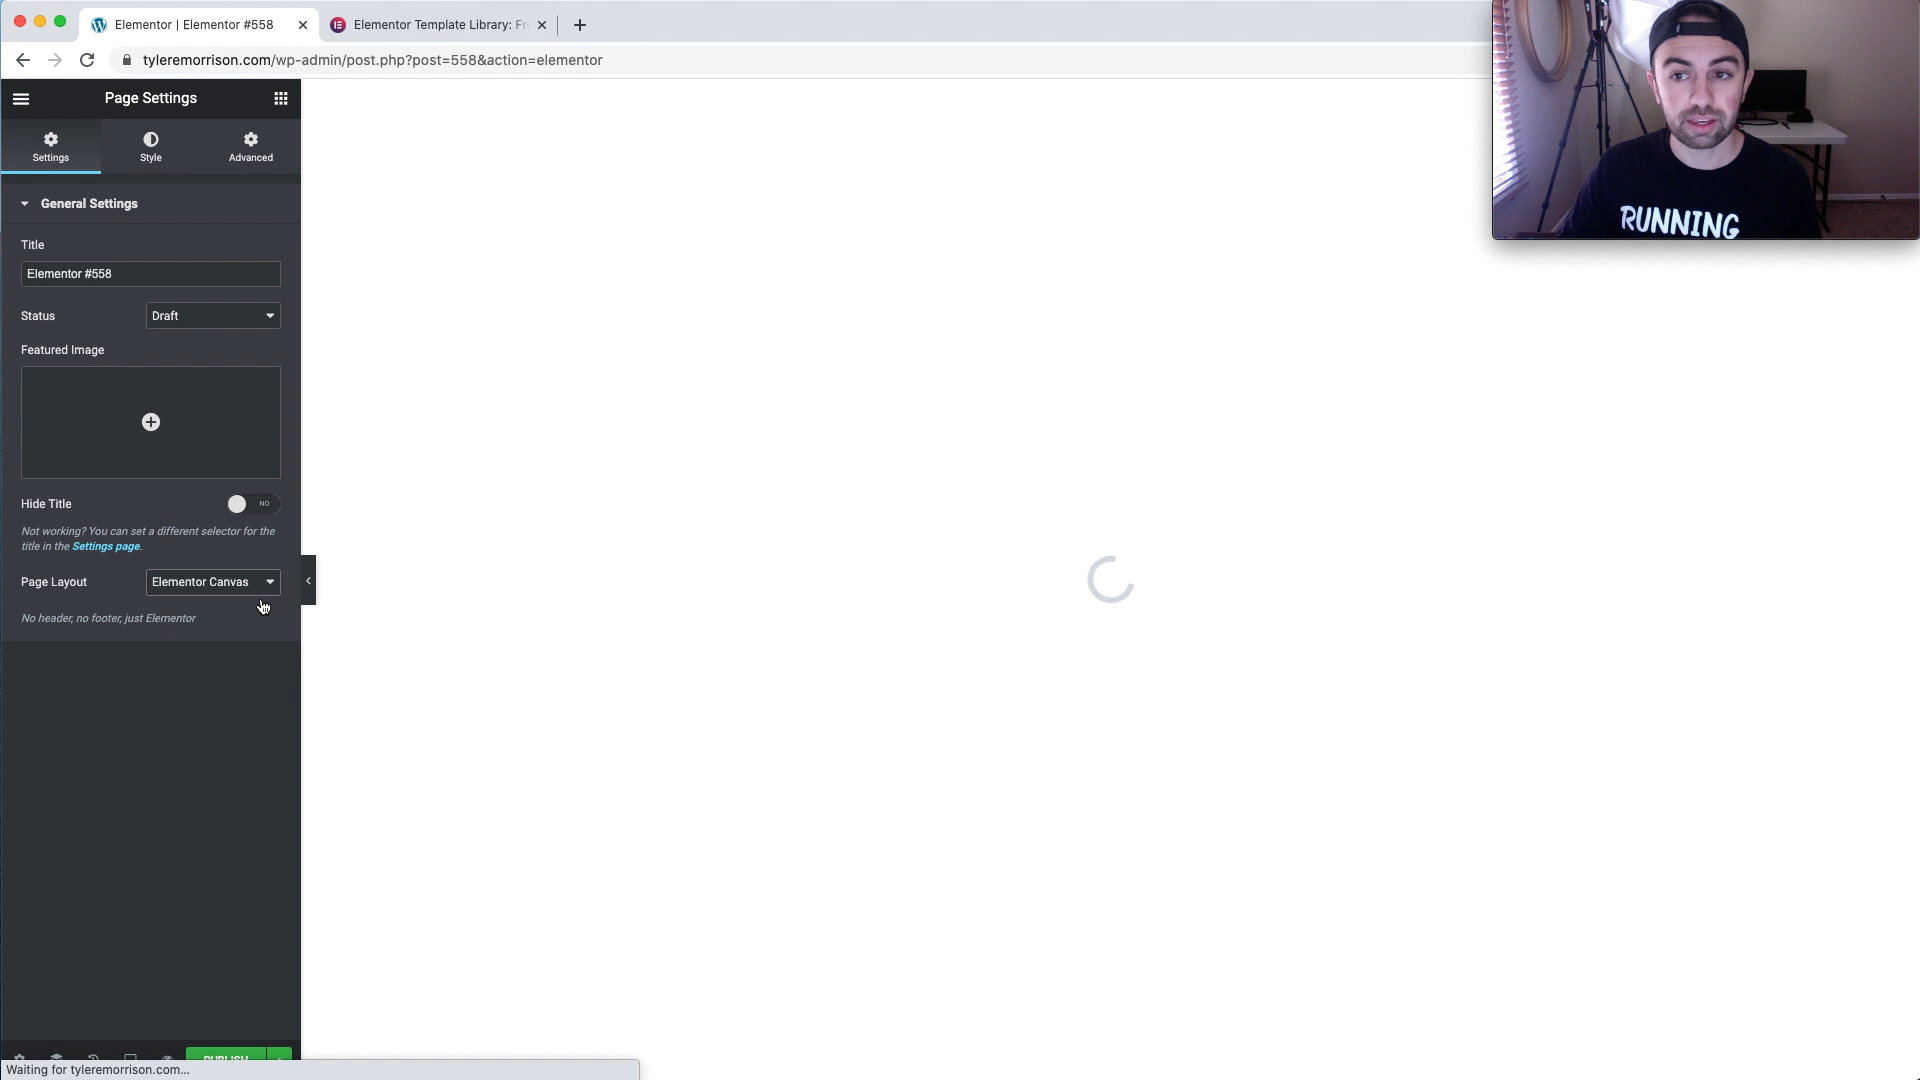 Elementor | Elementor #558
Elementor Template Library: Fr
tyleremorrison.com/wp-admin/post.php?post=558&action=elementor
Page Settings
Settings
Style
Advanced
General Settings
Title
Elementor #558
Status
Draft
Featured Image
Hide Title
NO
Not working? You can set a different selector for the
title in the Settings page.
Page Layout
Elementor Canvas
No header, no footer, just Elementor
PUBLISH
Waiting for tyleremorrison.com...
RUNNING